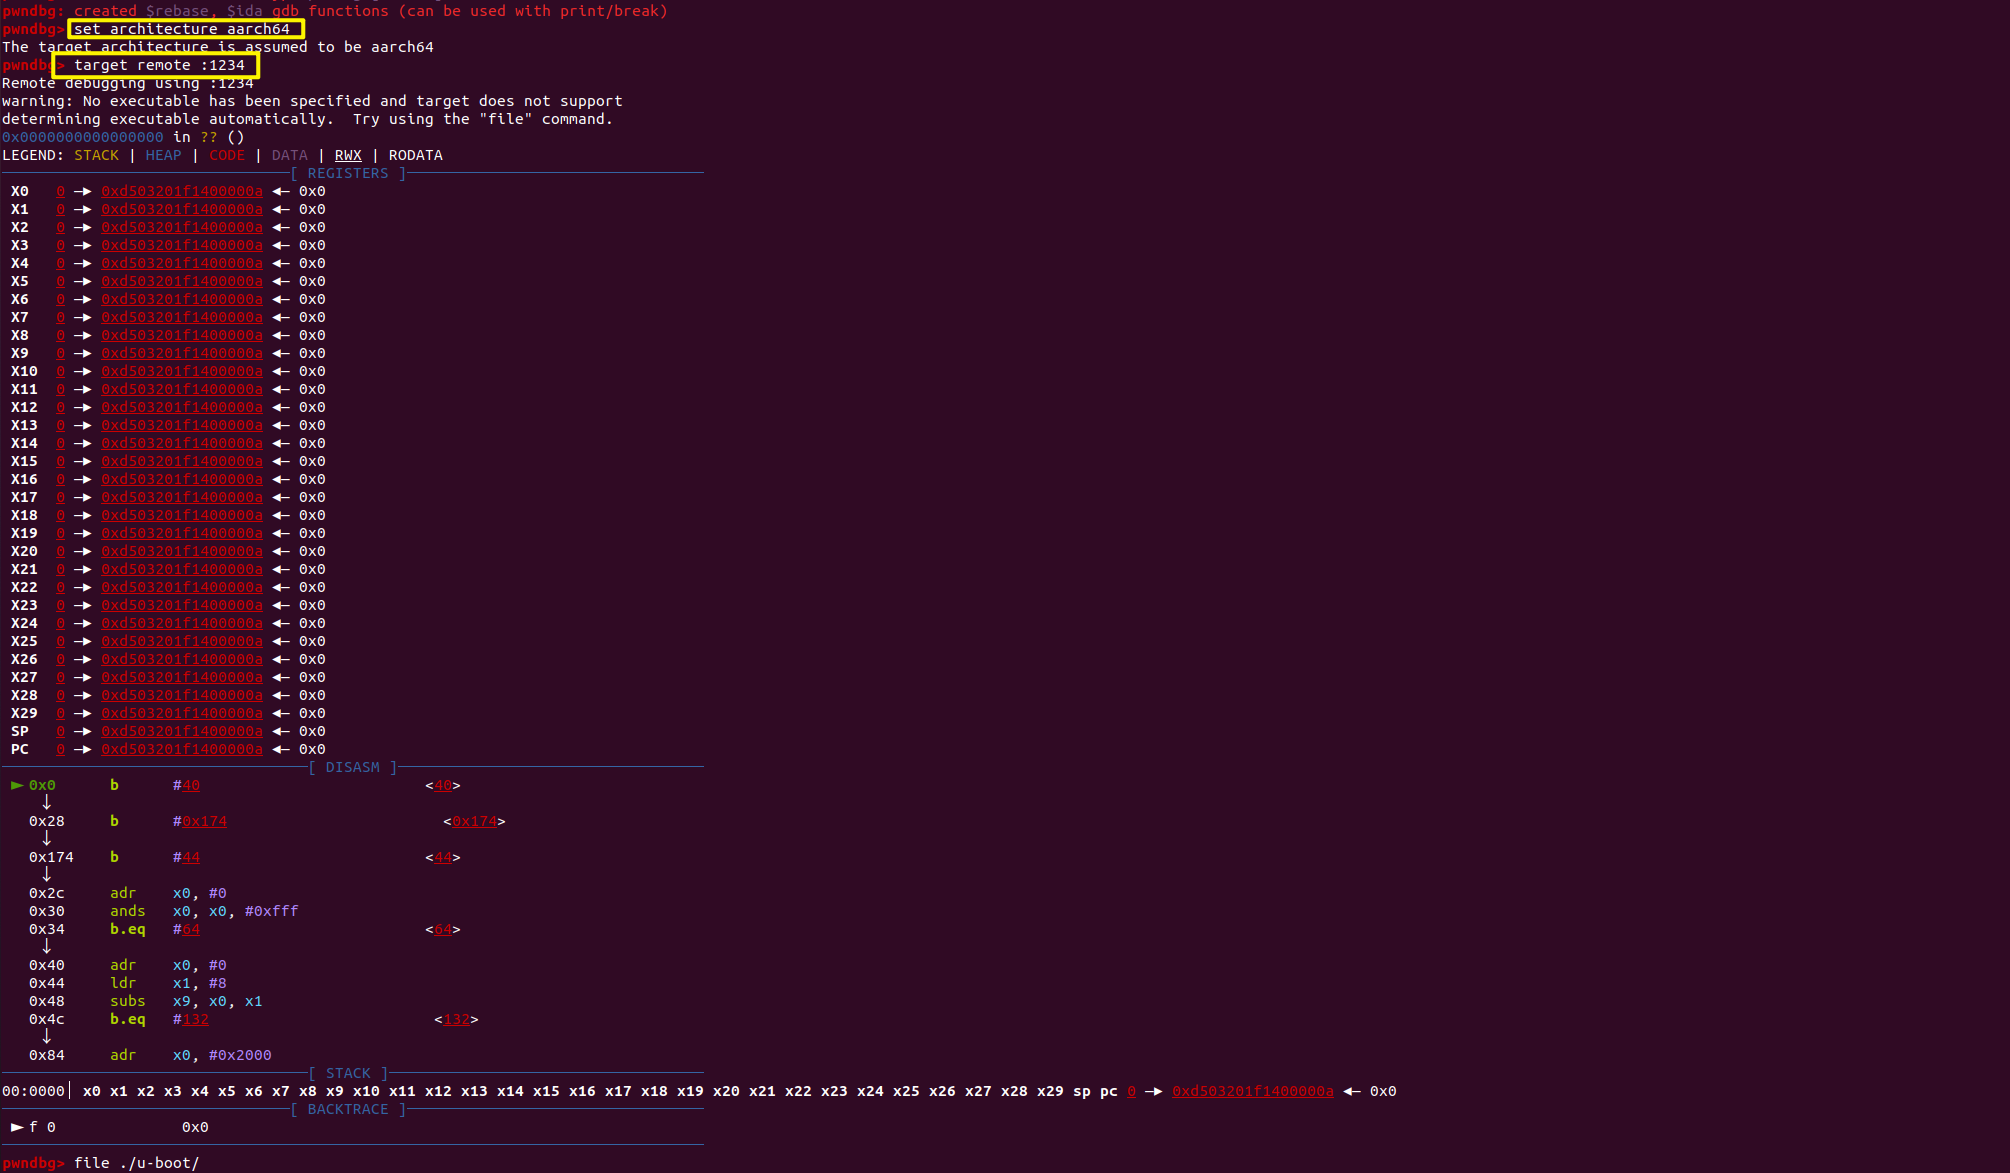 pwndbg: created $rebase, $ida gdb functions (can be used with print/break)
pwndbg> set architecture aarch64
The target architecture is assumed to be aarch64
pwndbg> target remote :1234
Remote debugging using :1234
warning: No executable has been specified and target does not support
determining executable automatically.  Try using the "file" command.
0x0000000000000000 in ?? ()
LEGEND: STACK | HEAP | CODE | DATA | RWX | RODATA
[ REGISTERS ]
X0 0 —► 0xd503201f1400000a ◄— 0x0
X1 0 —► 0xd503201f1400000a ◄— 0x0
X2 0 —► 0xd503201f1400000a ◄— 0x0
X3 0 —► 0xd503201f1400000a ◄— 0x0
X4 0 —► 0xd503201f1400000a ◄— 0x0
X5 0 —► 0xd503201f1400000a ◄— 0x0
X6 0 —► 0xd503201f1400000a ◄— 0x0
X7 0 —► 0xd503201f1400000a ◄— 0x0
X8 0 —► 0xd503201f1400000a ◄— 0x0
X9 0 —► 0xd503201f1400000a ◄— 0x0
X10 0 —► 0xd503201f1400000a ◄— 0x0
X11 0 —► 0xd503201f1400000a ◄— 0x0
X12 0 —► 0xd503201f1400000a ◄— 0x0
X13 0 —► 0xd503201f1400000a ◄— 0x0
X14 0 —► 0xd503201f1400000a ◄— 0x0
X15 0 —► 0xd503201f1400000a ◄— 0x0
X16 0 —► 0xd503201f1400000a ◄— 0x0
X17 0 —► 0xd503201f1400000a ◄— 0x0
X18 0 —► 0xd503201f1400000a ◄— 0x0
X19 0 —► 0xd503201f1400000a ◄— 0x0
X20 0 —► 0xd503201f1400000a ◄— 0x0
X21 0 —► 0xd503201f1400000a ◄— 0x0
X22 0 —► 0xd503201f1400000a ◄— 0x0
X23 0 —► 0xd503201f1400000a ◄— 0x0
X24 0 —► 0xd503201f1400000a ◄— 0x0
X25 0 —► 0xd503201f1400000a ◄— 0x0
X26 0 —► 0xd503201f1400000a ◄— 0x0
X27 0 —► 0xd503201f1400000a ◄— 0x0
X28 0 —► 0xd503201f1400000a ◄— 0x0
X29 0 —► 0xd503201f1400000a ◄— 0x0
SP 0 —► 0xd503201f1400000a ◄— 0x0
PC 0 —► 0xd503201f1400000a ◄— 0x0
[ DISASM ]
► 0x0 b #40 <40>
↓
0x28 b #0x174 <0x174>
↓
0x174 b #44 <44>
↓
0x2c adr x0, #0
0x30 ands x0, x0, #0xfff
0x34 b.eq #64 <64>
↓
0x40 adr x0, #0
0x44 ldr x1, #8
0x48 subs x9, x0, x1
0x4c b.eq #132 <132>
↓
0x84 adr x0, #0x2000
[ STACK ]
00:0000│ x0 x1 x2 x3 x4 x5 x6 x7 x8 x9 x10 x11 x12 x13 x14 x15 x16 x17 x18 x19 x20 x21 x22 x23 x24 x25 x26 x27 x28 x29 sp pc 0 —► 0xd503201f1400000a ◄— 0x0
[ BACKTRACE ]
► f 0 0x0
pwndbg> file ./u-boot/